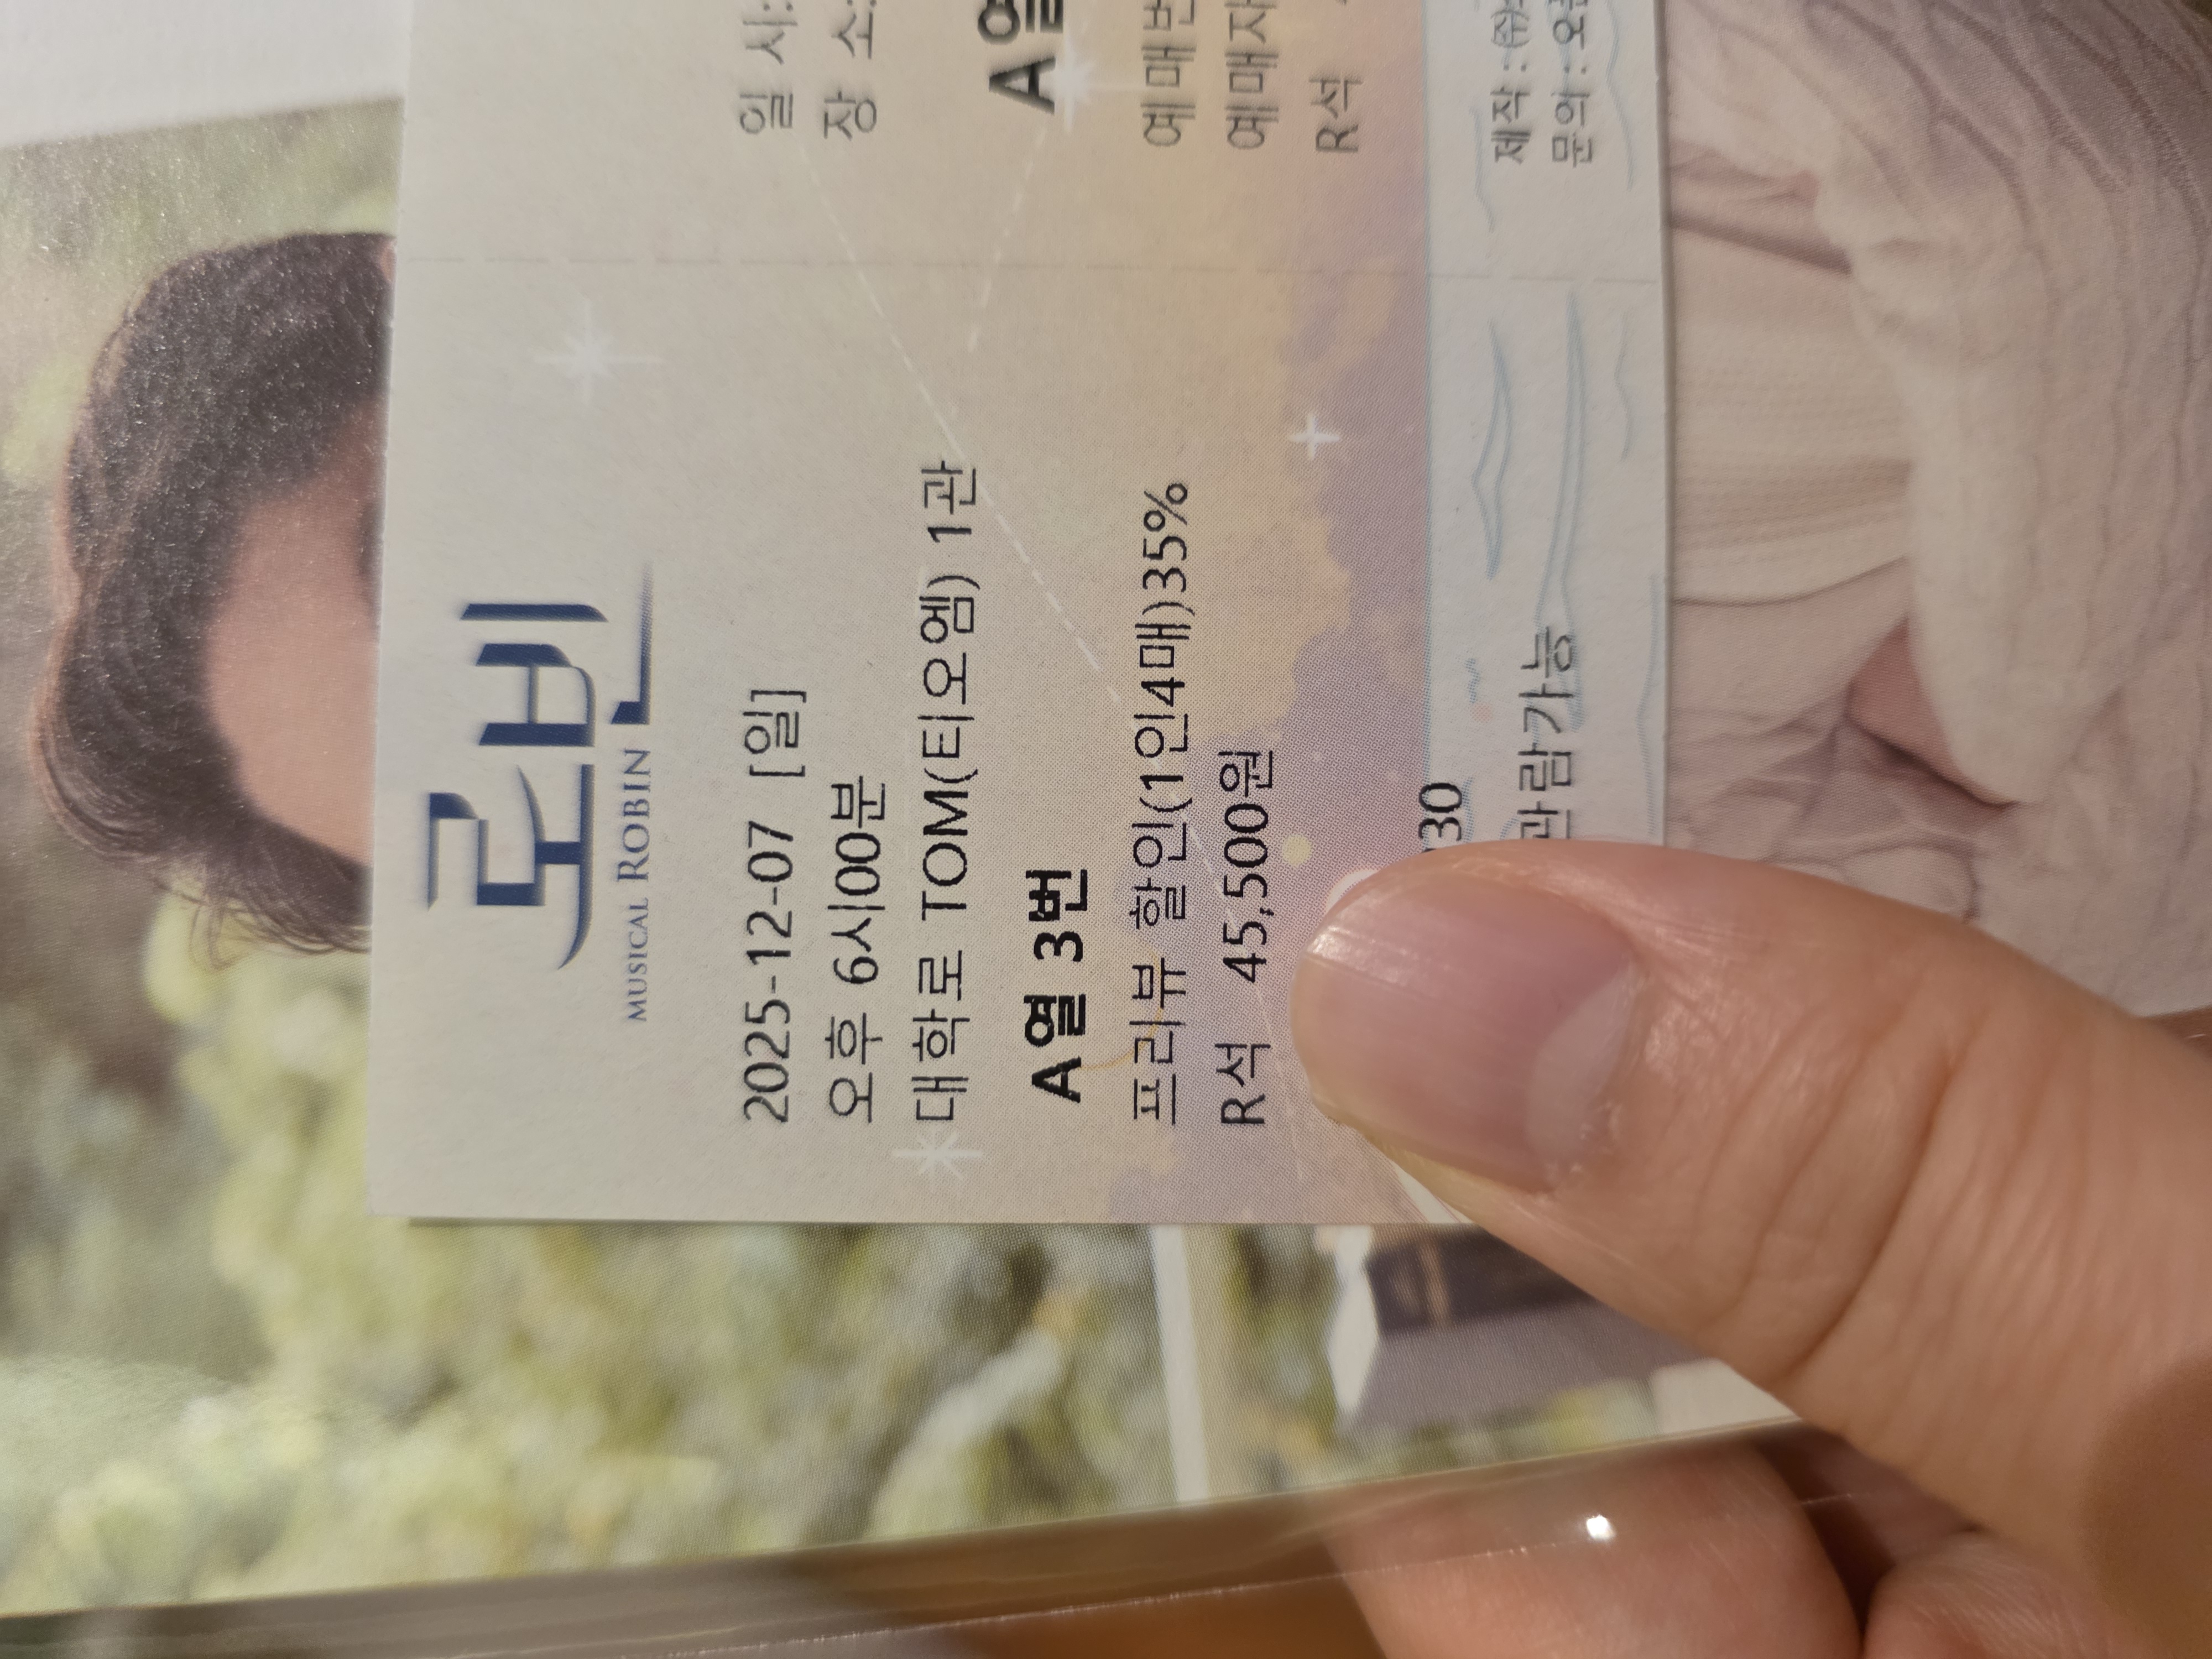 로빈
MUSICAL ROBIN
2025-12-07 [일]
오후 6시00분
대학로 TOM(티오엠) 1관
A열 3번
프리뷰 할인(1인4매)35%
R석 45,500원
30
관람가능
일 시:
장 소:
A열
예매번
예매자
R석
제작 : ㈜
문의 : 오픈